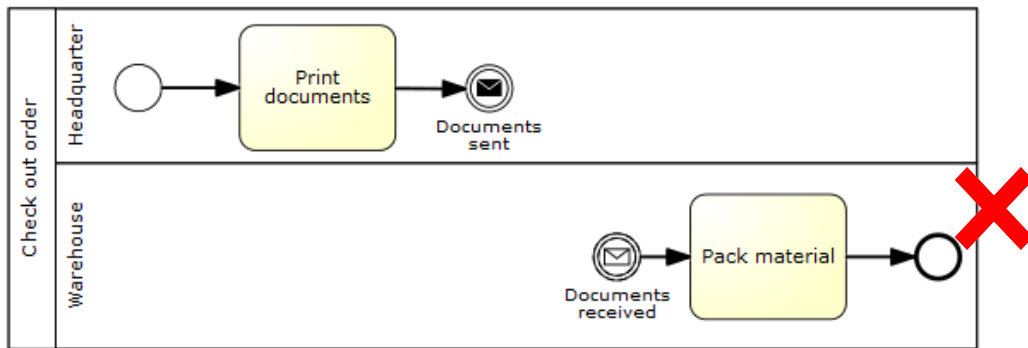 Check out order
Headquarter
Print
documents
Documents
sent
Warehouse
Documents
received
Pack material